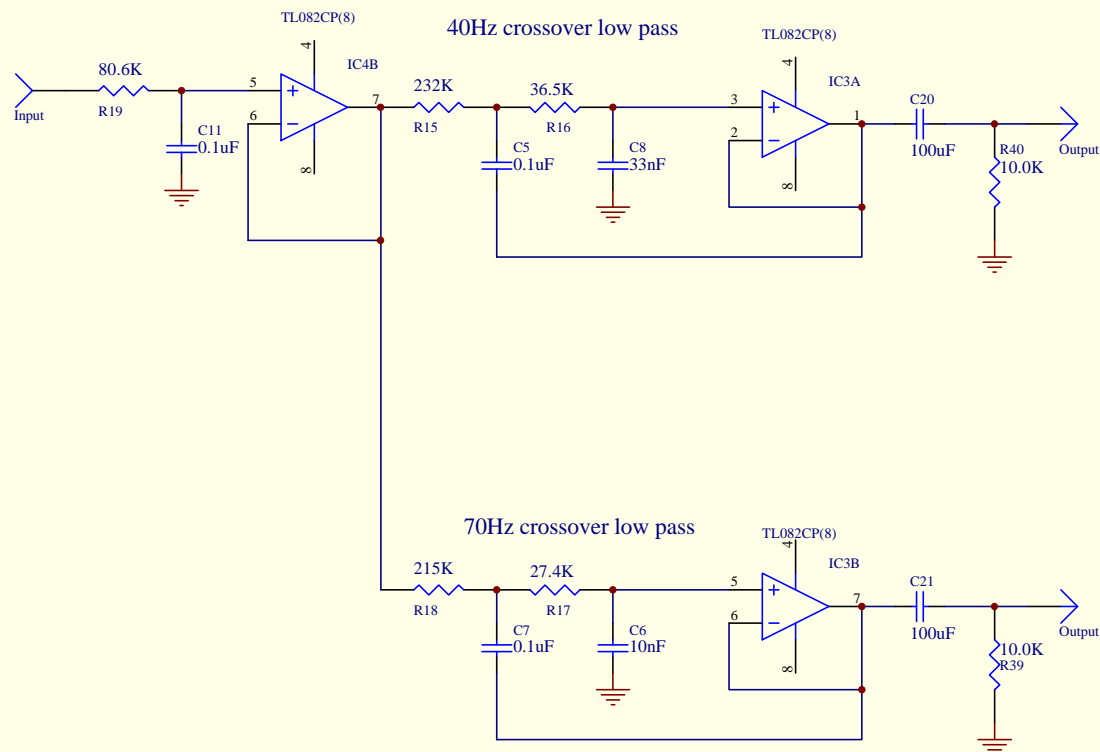 TL082CP(8)
40Hz crossover low pass
TL082CP(8)
4
4
80.6K
IC4B
IC3A
232K
36.5K
C20
5
7
3
1
Input
R19
R15
R16
6
C11
0.1uF
2
100uF
R40
10.0K
Output
C5
0.1uF
C8
33nF
8
8
70Hz crossover low pass
TL082CP(8)
4
215K
27.4K
IC3B
C21
5
7
R18
R17
6
C7
0.1uF
C6
10nF
100uF
Output
10.0K
R39
8